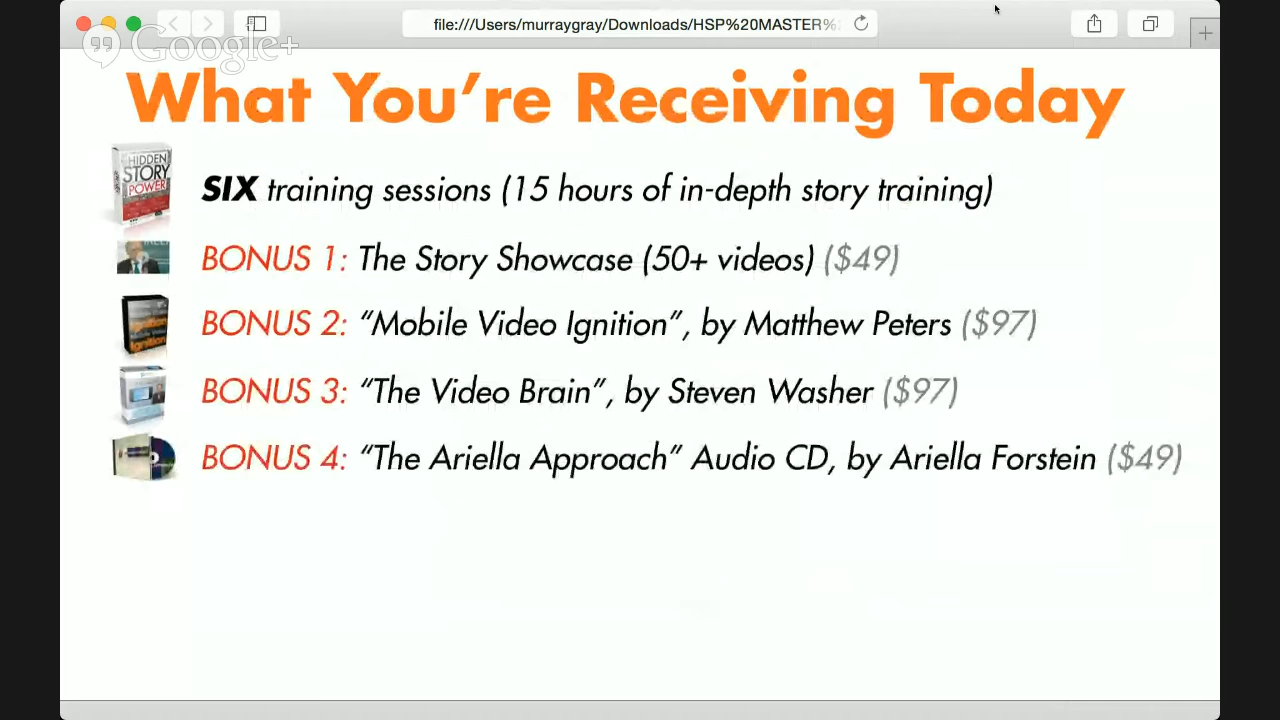 file:///Users/murraygray/Downloads/HSP%20MASTER%
Google+
What You’re Receiving Today
HIDDEN
STORY
POWER
SIX training sessions (15 hours of in-depth story training)
BONUS 1: The Story Showcase (50+ videos) ($49)
BONUS 2: “Mobile Video Ignition”, by Matthew Peters ($97)
BONUS 3: “The Video Brain”, by Steven Washer ($97)
BONUS 4: “The Ariella Approach” Audio CD, by Ariella Forstein ($49)